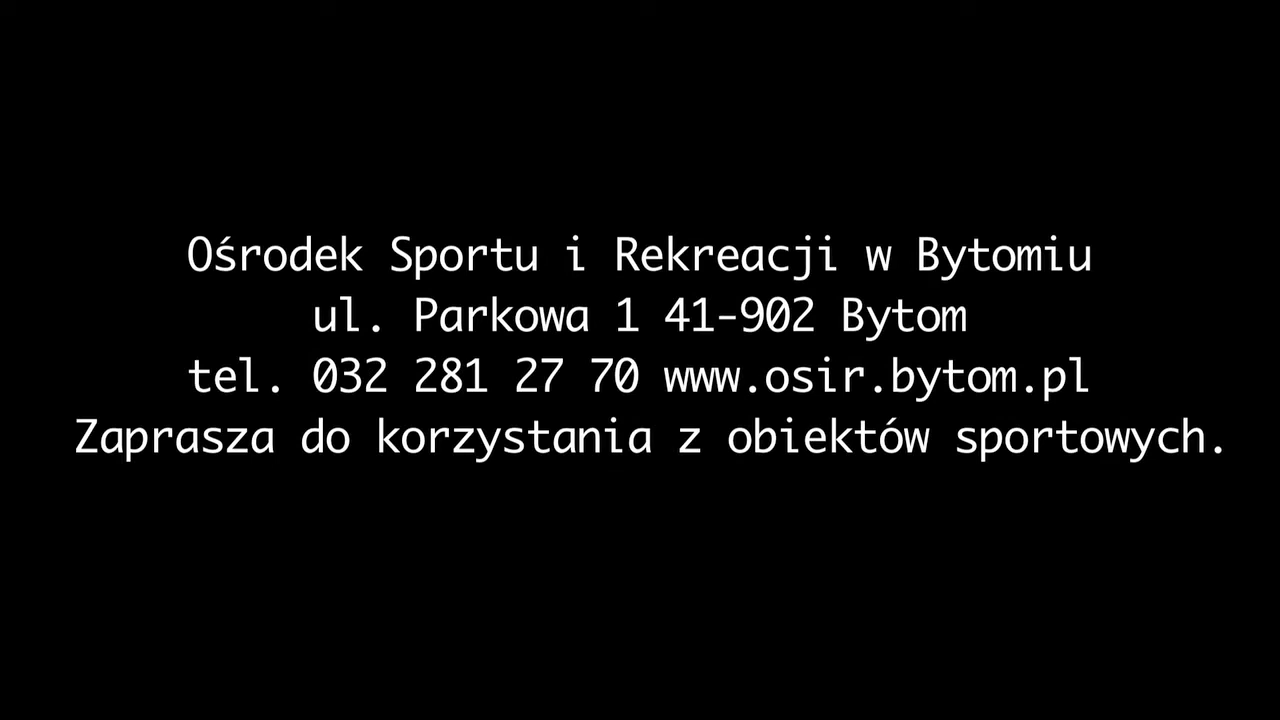 Ośrodek Sportu i Rekreacji w Bytomiu
ul. Parkowa 1 41-902 Bytom
tel. 032 281 27 70 www.osir.bytom.pl
Zaprasza do korzystania z obiektów sportowych.